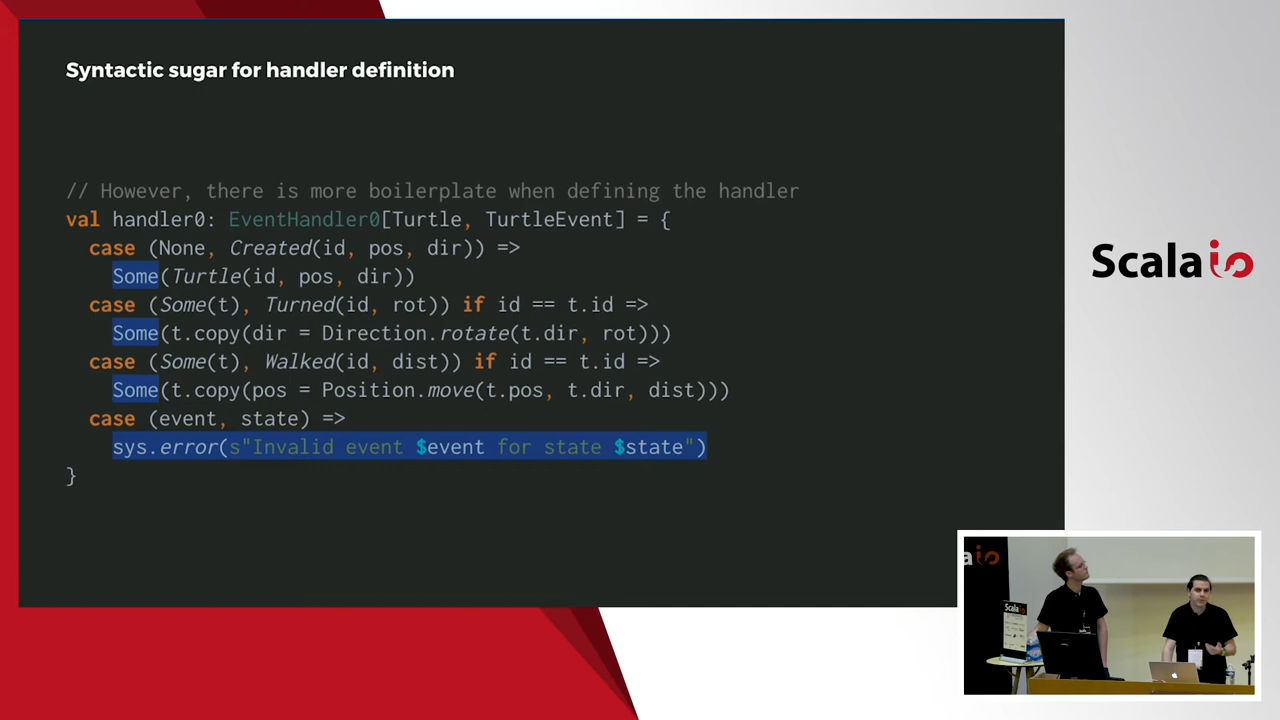 Syntactic sugar for handler definition
// However, there is more boilerplate when defining the handler
val handler0: EventHandler0[Turtle, TurtleEvent] = {
  case (None, Created(id, pos, dir)) =>
    Some(Turtle(id, pos, dir))
  case (Some(t), Turned(id, rot)) if id == t.id =>
    Some(t.copy(dir = Direction.rotate(t.dir, rot)))
  case (Some(t), Walked(id, dist)) if id == t.id =>
    Some(t.copy(pos = Position.move(t.pos, t.dir, dist)))
  case (event, state) =>
    sys.error(s"Invalid event $event for state $state")
}
Scalaio
aio
Scalaio